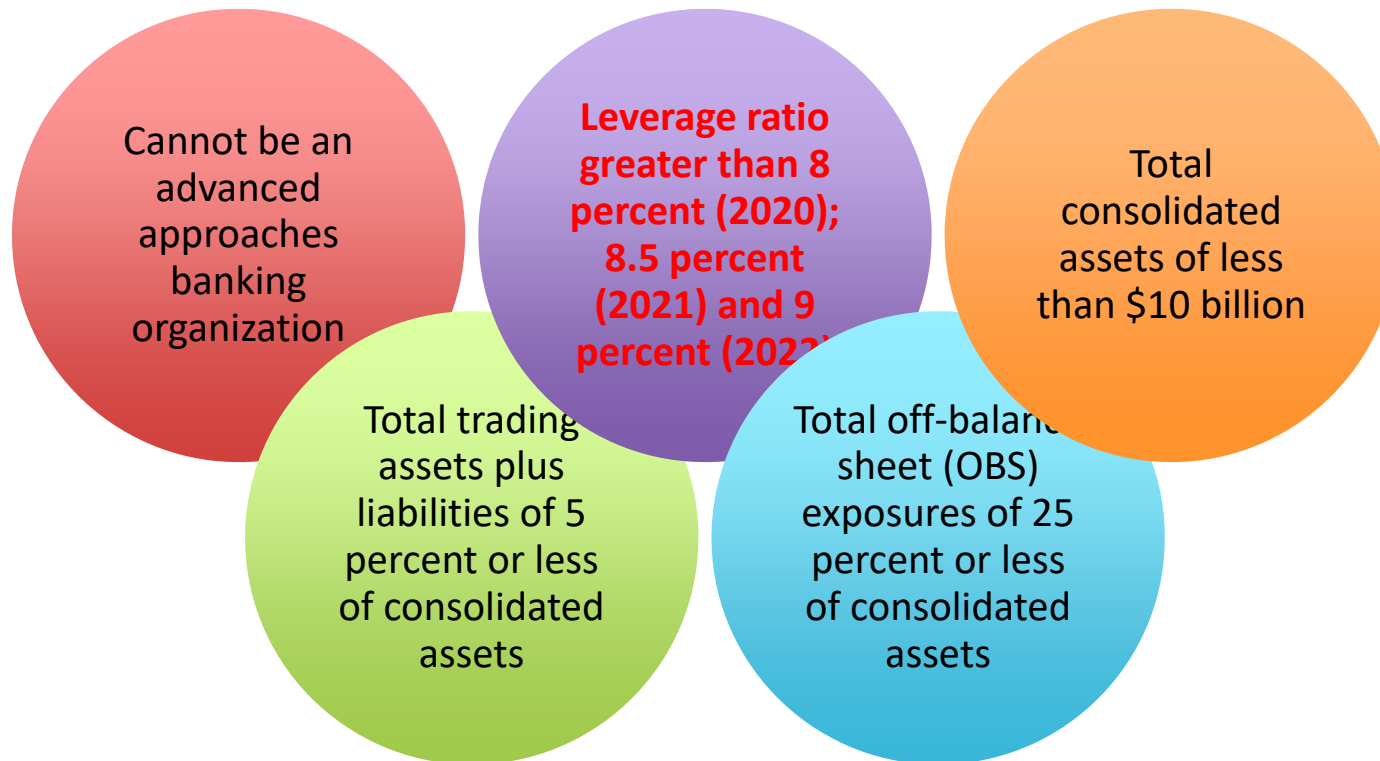 Cannot be an
advanced
approaches
banking
organization
Leverage ratio
greater than 8
percent (2020);
8.5 percent
(2021) and 9
percent (2022)
Total
consolidated
assets of less
than $10 billion
Total trading
assets plus
liabilities of 5
percent or less
of consolidated
assets
Total off-balance
sheet (OBS)
exposures of 25
percent or less
of consolidated
assets